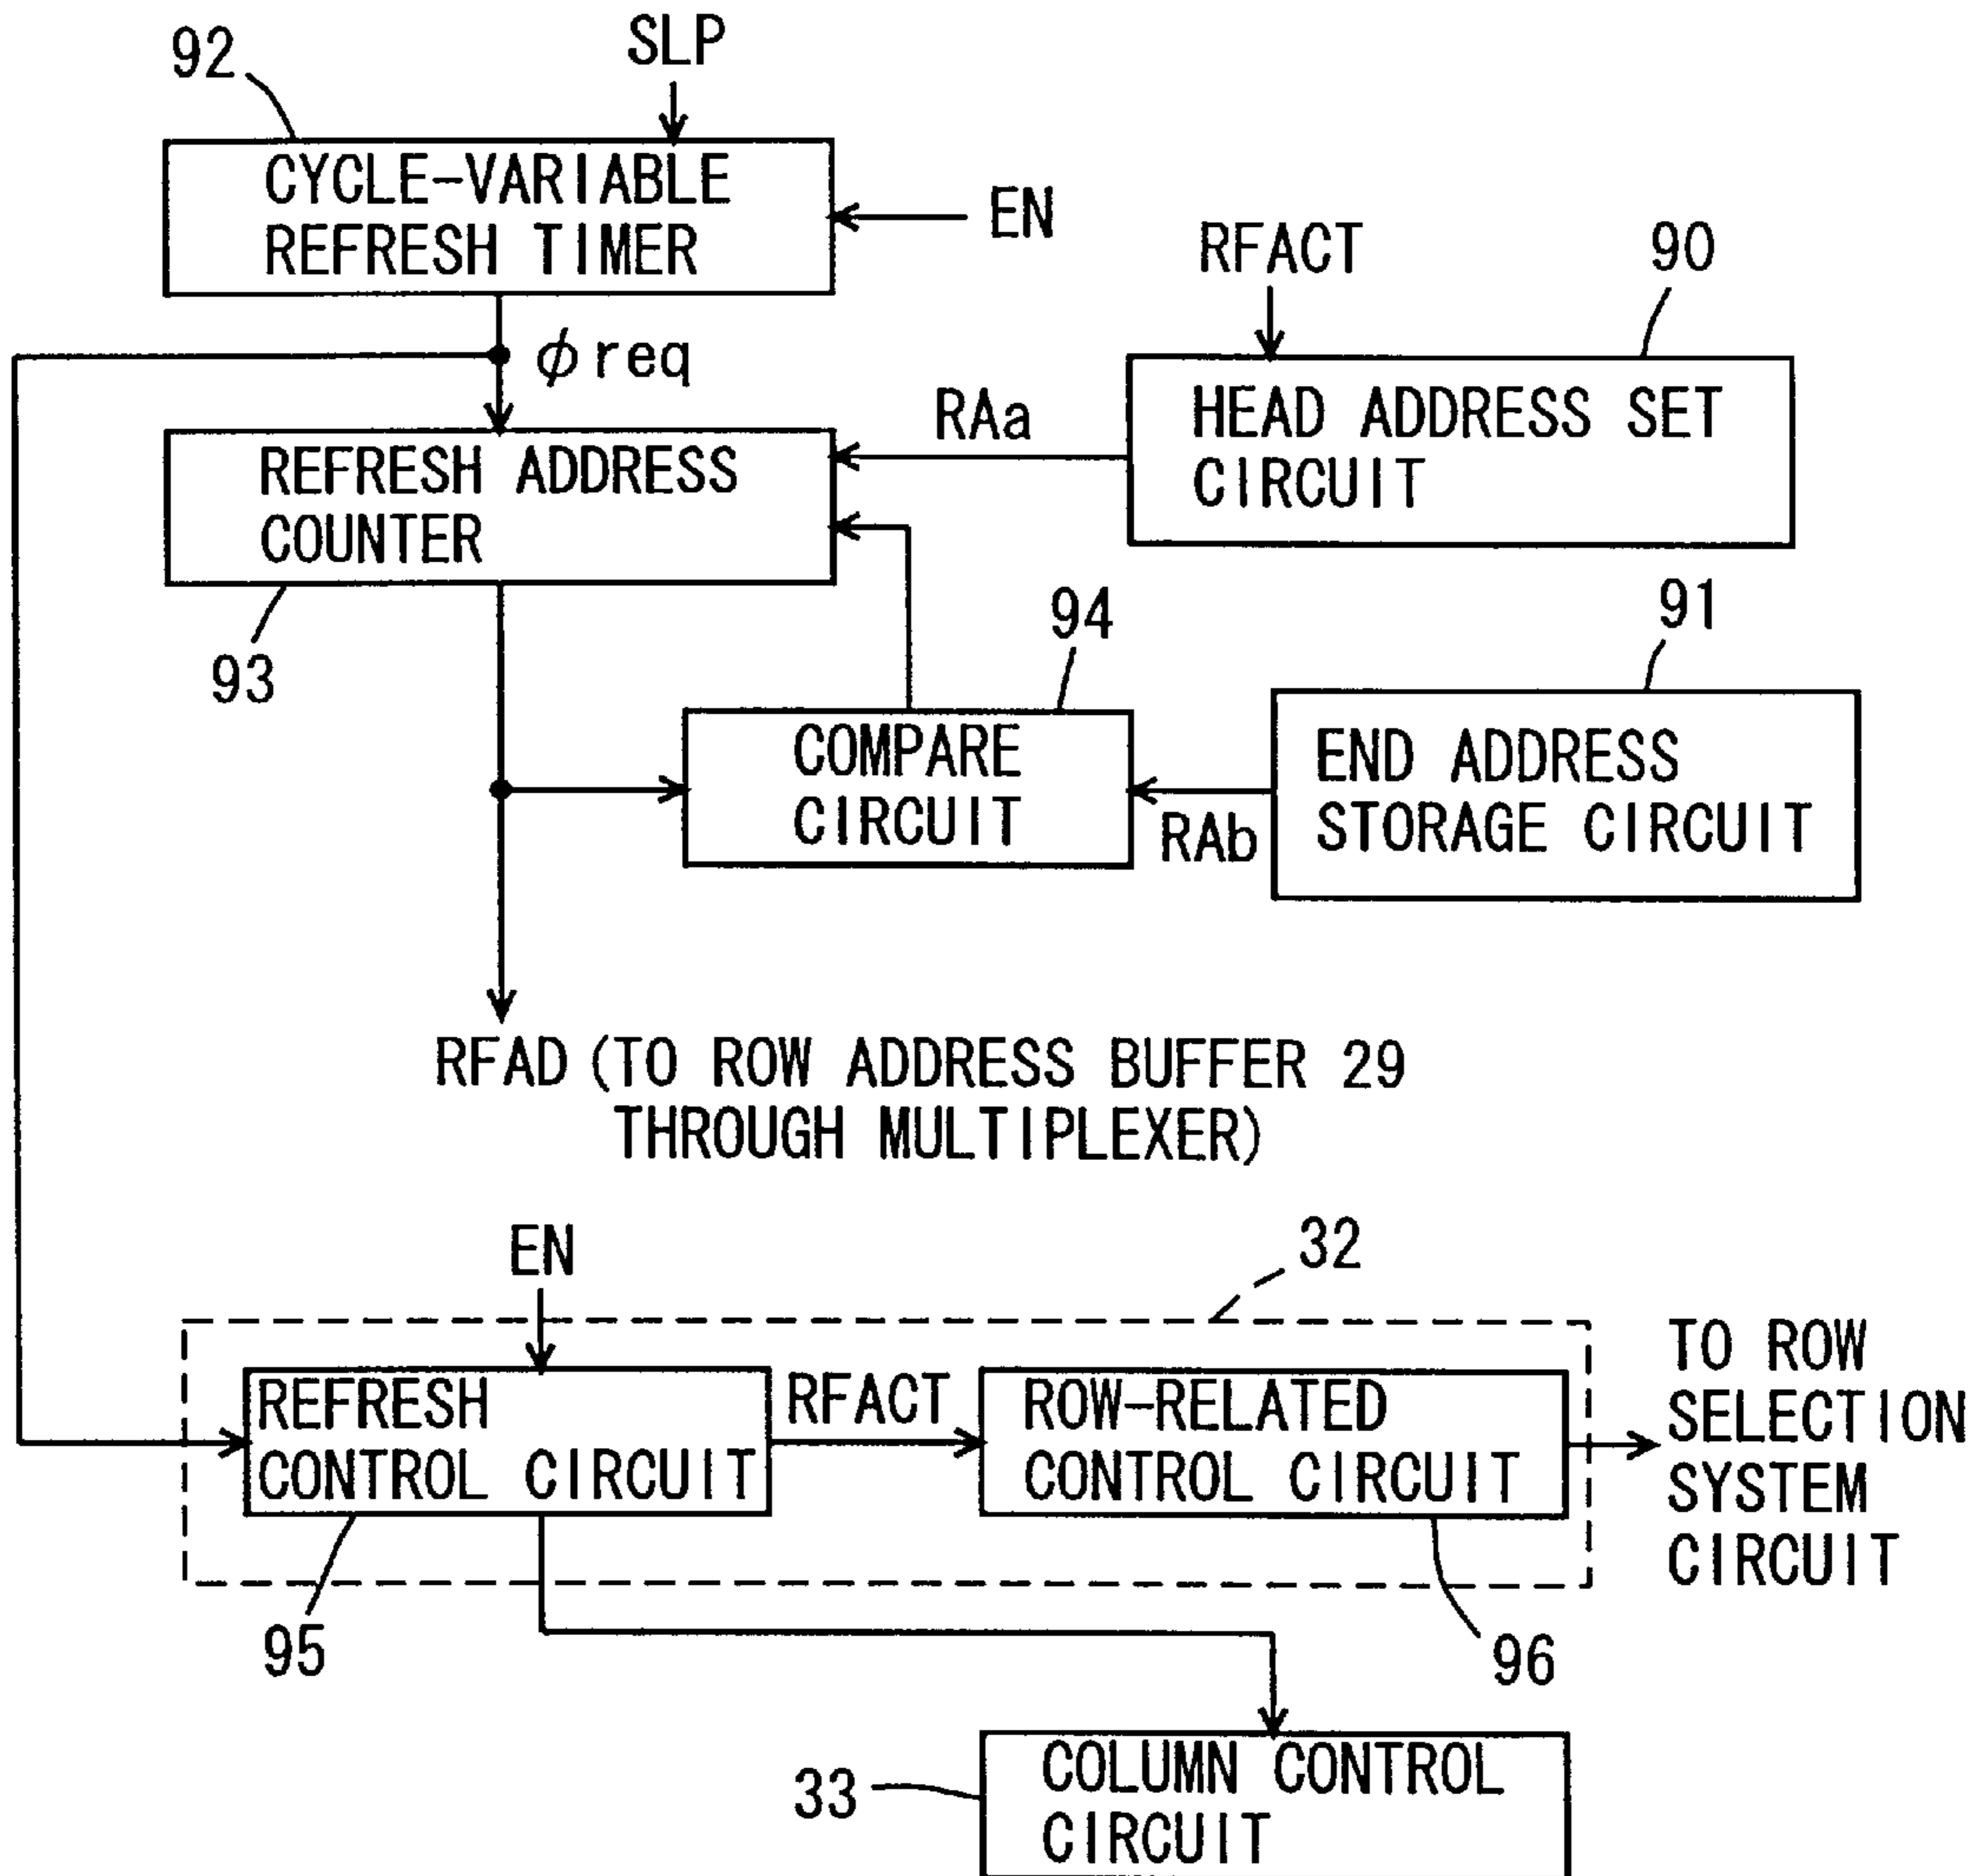 92
SLP
CYCLE-VARIABLE
REFRESH TIMER
EN
RFACT
90
φreq
RAa
HEAD ADDRESS SET
CIRCUIT
REFRESH ADDRESS
COUNTER
93
94
91
COMPARE
CIRCUIT
RAb
END ADDRESS
STORAGE CIRCUIT
RFAD (TO ROW ADDRESS BUFFER 29
THROUGH MULTIPLEXER)
EN
32
REFRESH
CONTROL CIRCUIT
RFACT
ROW-RELATED
CONTROL CIRCUIT
TO ROW
SELECTION
SYSTEM
CIRCUIT
95
96
33
COLUMN CONTROL
CIRCUIT